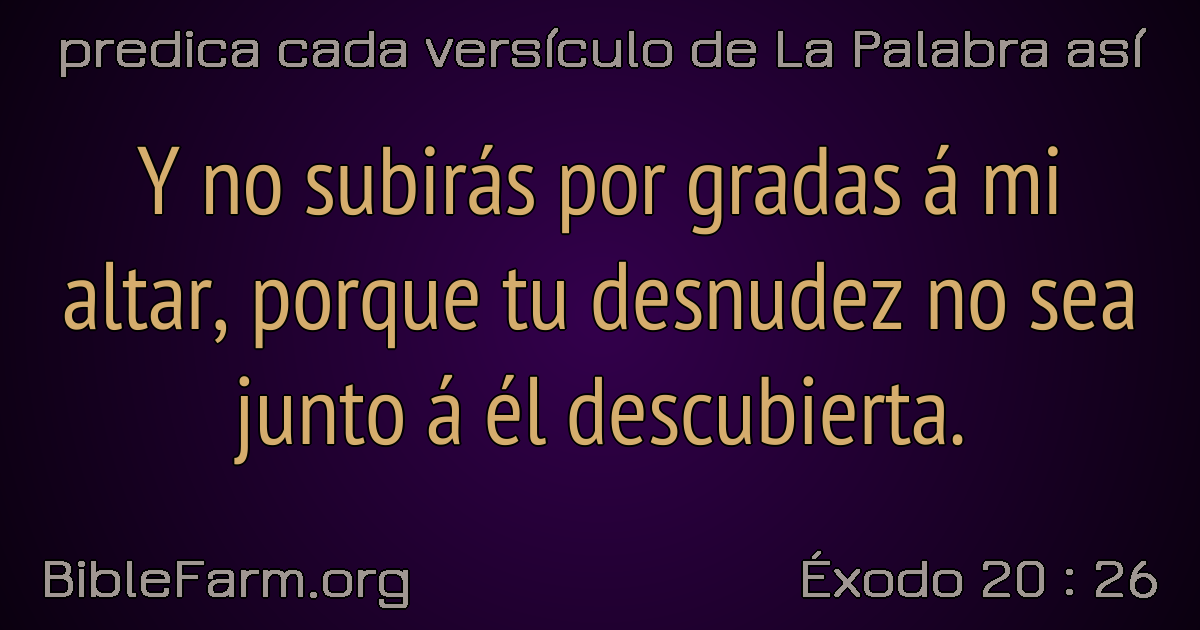 predica cada versículo de La Palabra así
Y no subirás por gradas á mi
altar, porque tu desnudez no sea
junto á él descubierta.
BibleFarm.org
Éxodo 20 : 26